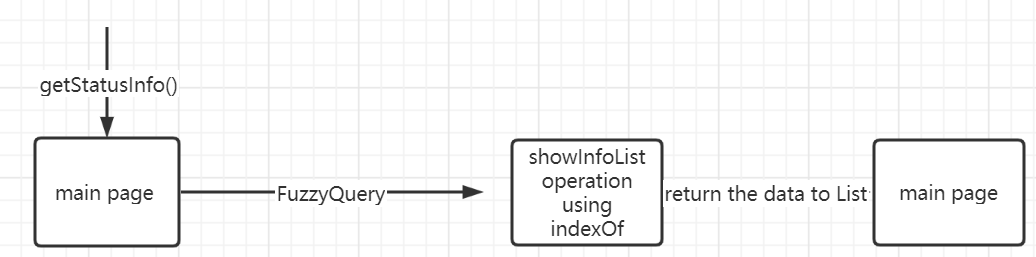 getStatusInfo()
main page
FuzzyQuery
showInfoList
operation
using
indexOf
return the data to List
main page